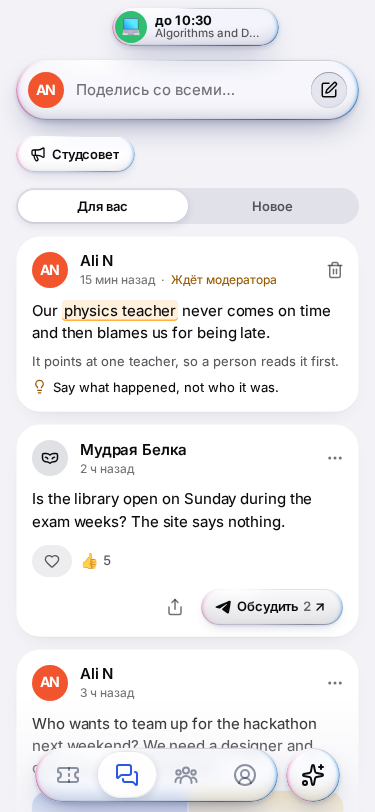 до 10:30
Algorithms and D...
AN
Поделись со всеми...
Студсовет
Для вас
Новое
AN
Ali N
15 мин назад · Ждёт модератора
Our physics teacher never comes on time
and then blames us for being late.
It points at one teacher, so a person reads it first.
Say what happened, not who it was.
Мудрая Белка
2 ч назад
Is the library open on Sunday during the
exam weeks? The site says nothing.
👍 5
Обсудить 2
AN
Ali N
3 ч назад
Who wants to team up for the hackathon
next weekend? We need a designer and